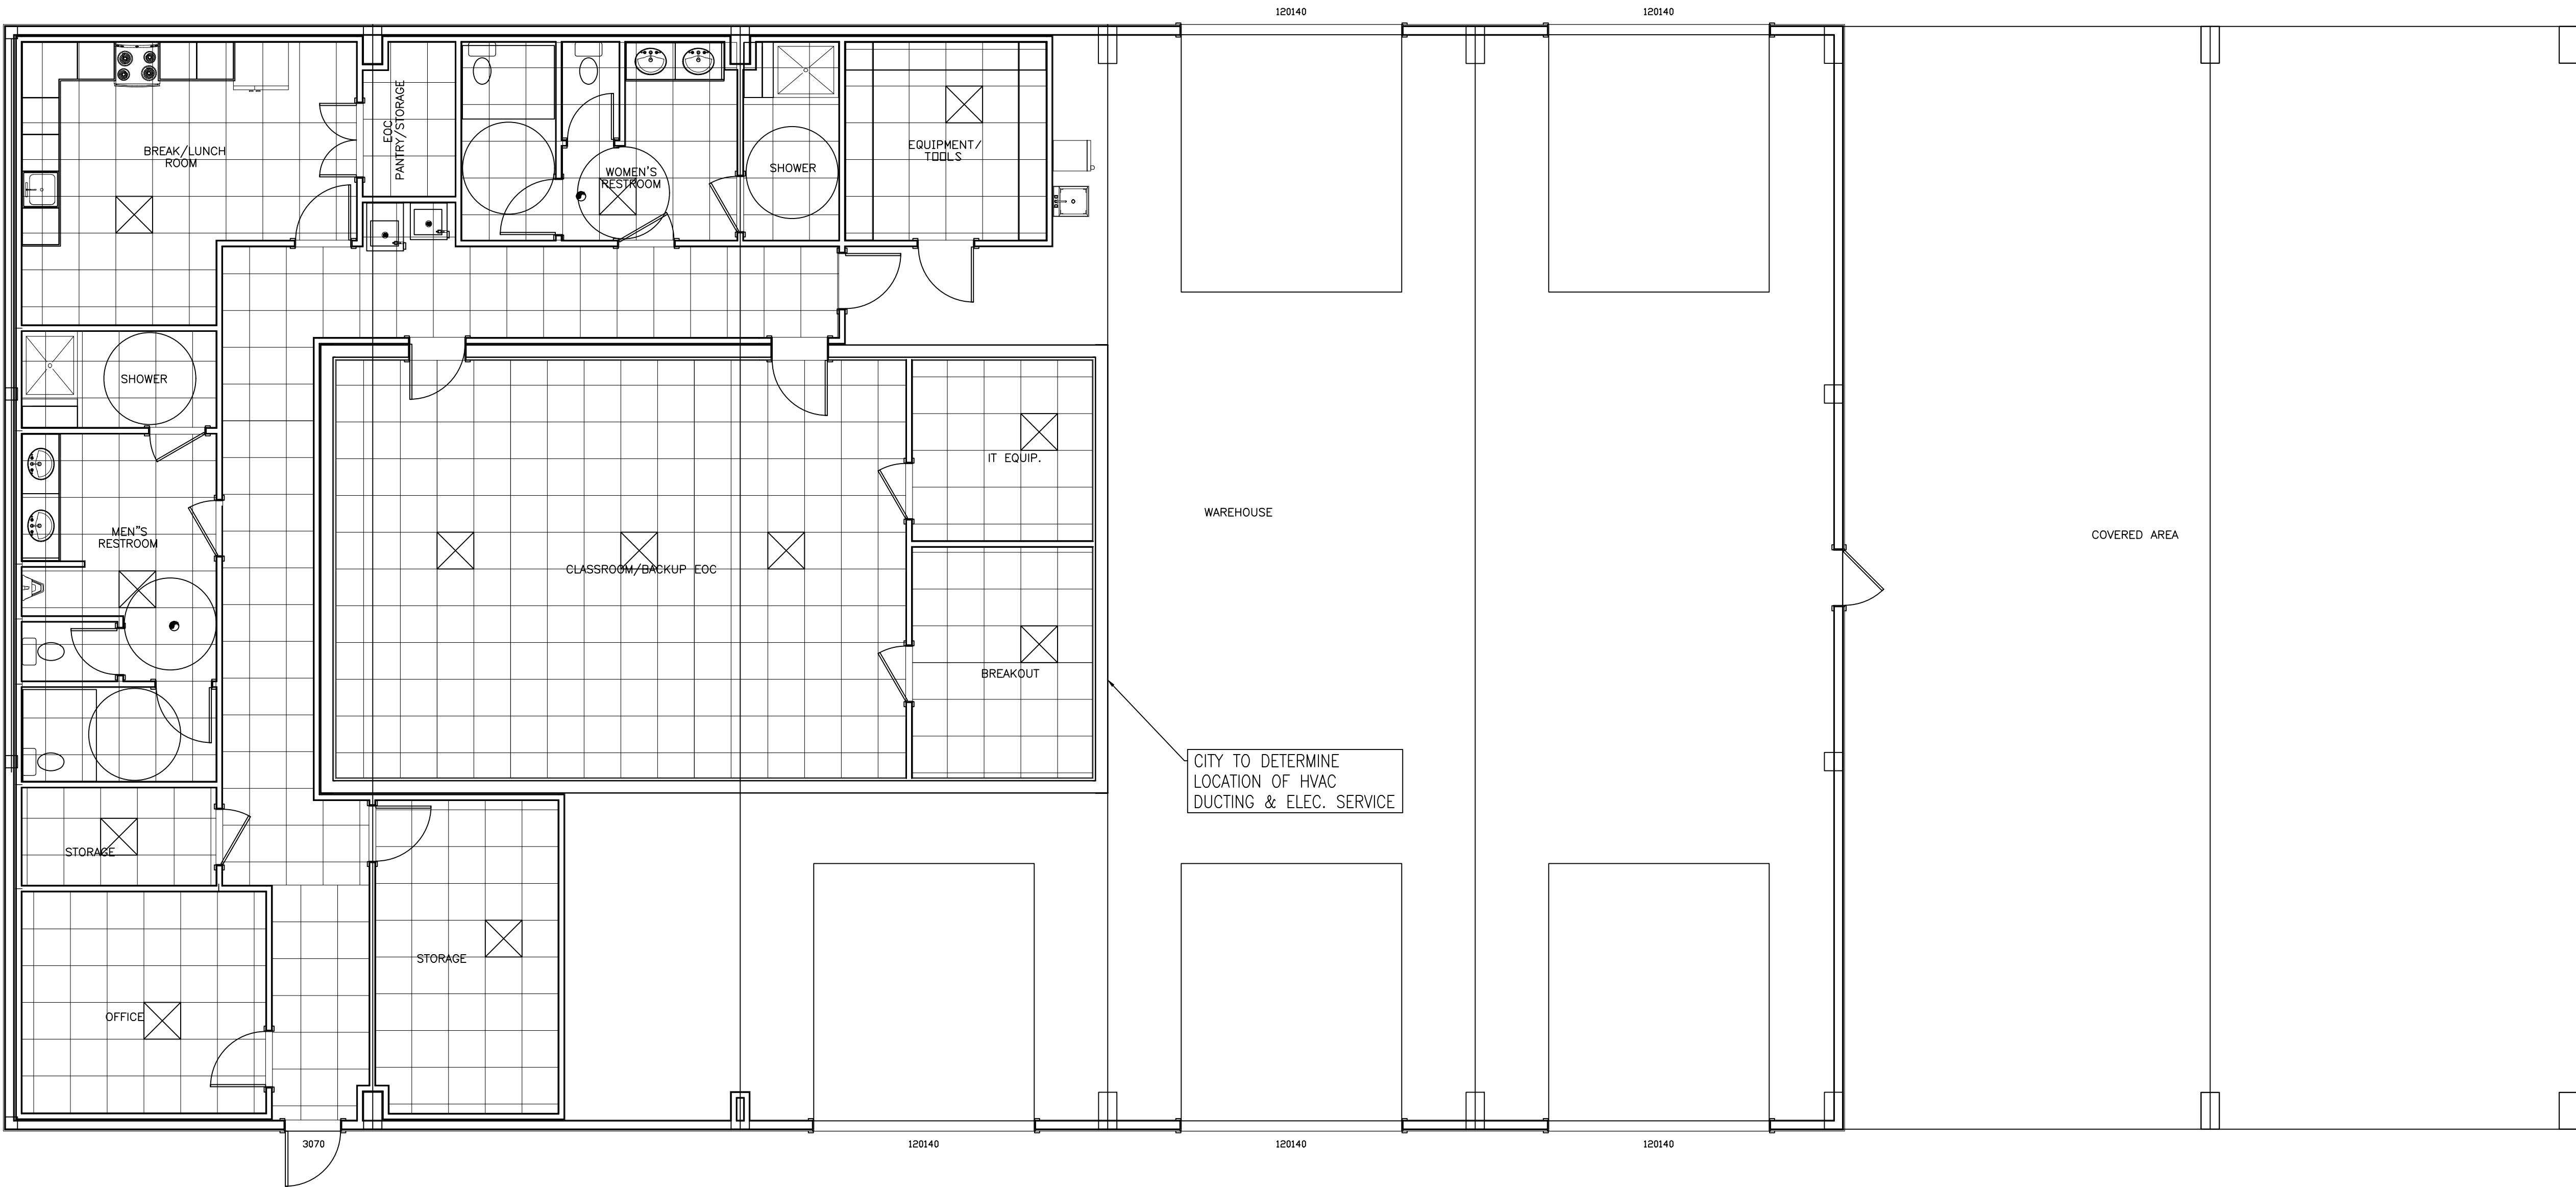 120140
120140
BREAK/LUNCH
ROOM
EOC
PANTRY/STORAGE
WOMEN'S
RESTROOM
SHOWER
EQUIPMENT/
TOOLS
SHOWER
MEN"S
RESTROOM
CLASSROOM/BACKUP EOC
IT EQUIP.
BREAKOUT
WAREHOUSE
COVERED AREA
CITY TO DETERMINE
LOCATION OF HVAC
DUCTING & ELEC. SERVICE
STORAGE
STORAGE
OFFICE
3070
120140
120140
120140